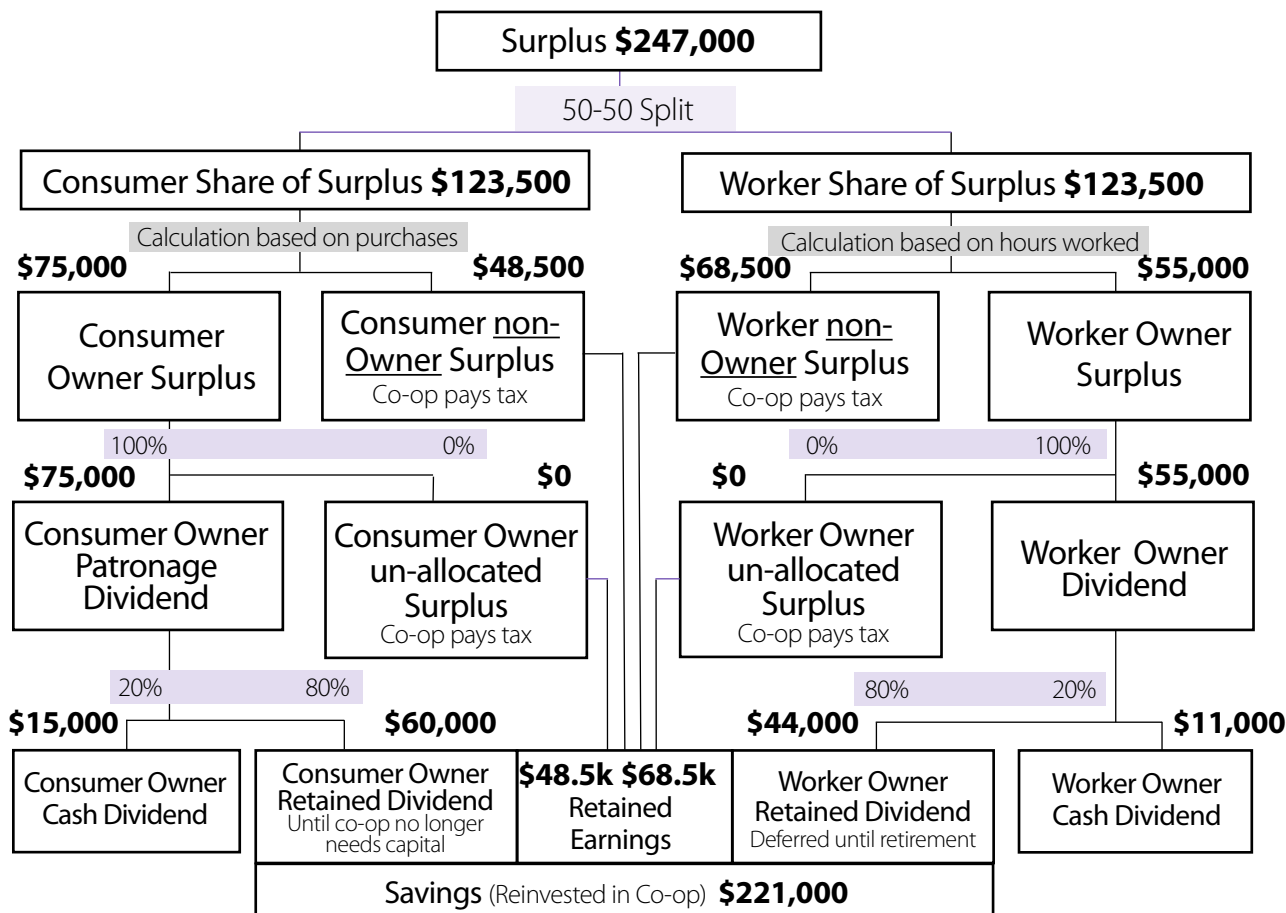 Surplus $247,000
50-50 Split
Consumer Share of Surplus $123,500
Worker Share of Surplus $123,500
Calculation based on purchases
Calculation based on hours worked
$75,000
$48,500
$68,500
$55,000
Consumer
Owner Surplus
Consumer non-
Owner Surplus
Co-op pays tax
Worker non-
Owner Surplus
Co-op pays tax
Worker Owner
Surplus
100%
0%
0%
100%
$75,000
$0
$0
$55,000
Consumer Owner
Patronage
Dividend
Consumer Owner
un-allocated
Surplus
Co-op pays tax
Worker Owner
un-allocated
Surplus
Co-op pays tax
Worker Owner
Dividend
20%
80%
80%
20%
$15,000
$60,000
$44,000
$11,000
Consumer Owner
Cash Dividend
Consumer Owner
Retained Dividend
Until co-op no longer
needs capital
$48.5k $68.5k
Retained
Earnings
Worker Owner
Retained Dividend
Deferred until retirement
Worker Owner
Cash Dividend
Savings (Reinvested in Co-op) $221,000